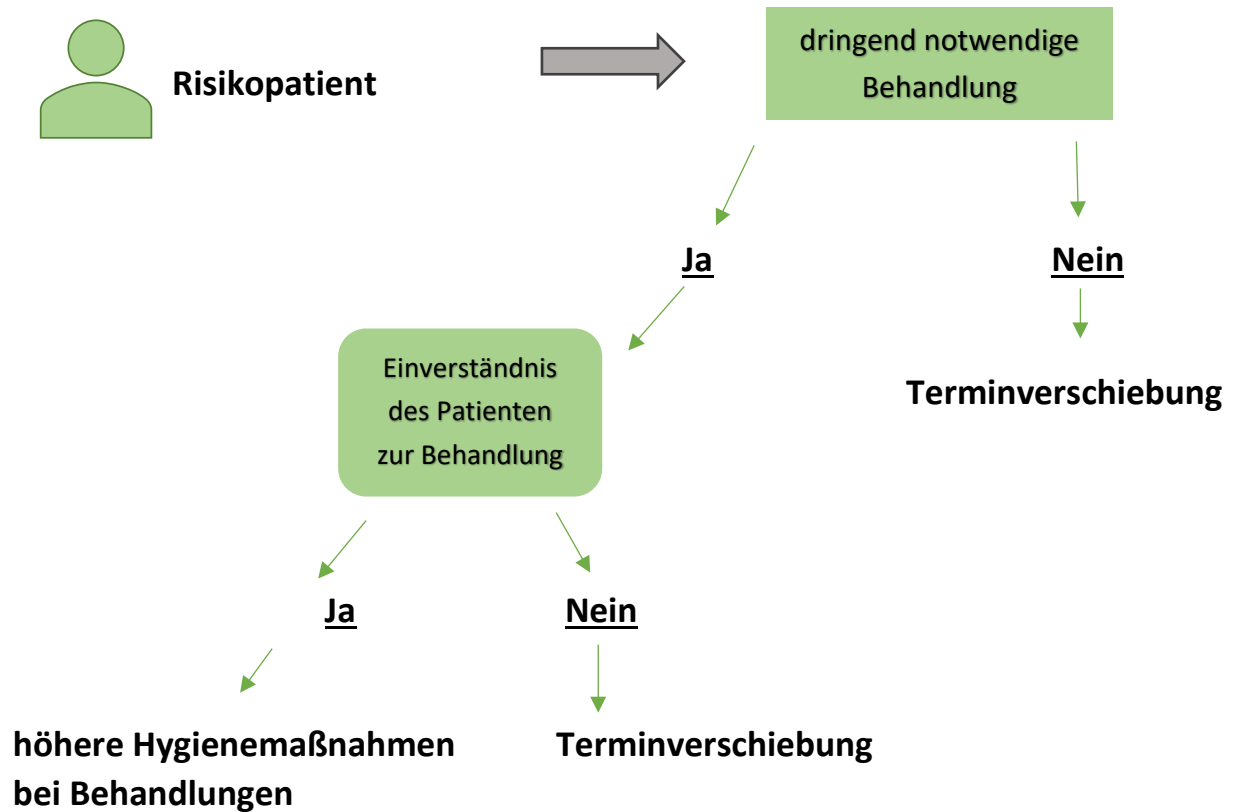 Risikopatient
dringend notwendige
Behandlung
Ja
Nein
Einverständnis
des Patienten
zur Behandlung
Terminverschiebung
Ja
Nein
höhere Hygienemaßnahmen
bei Behandlungen
Terminverschiebung